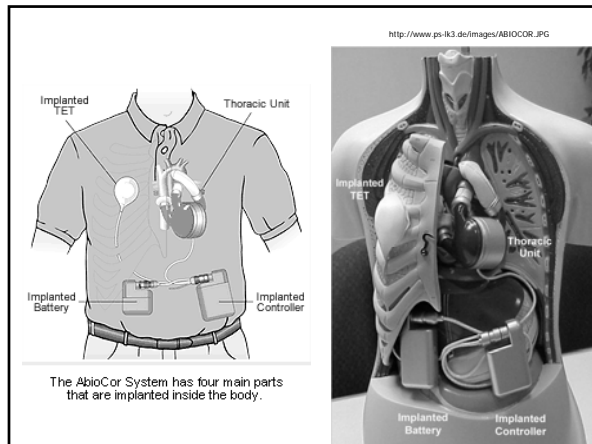 http://www.ps-lk3.de/images/ABIOCOR.JPG
Implanted
TET
Thoracic Unit
Implanted
Battery
Implanted
Controller
The AbioCor System has four main parts
that are implanted inside the body.
Implanted
TET
Thoracic
Unit
Implanted
Battery
Implanted
Controller